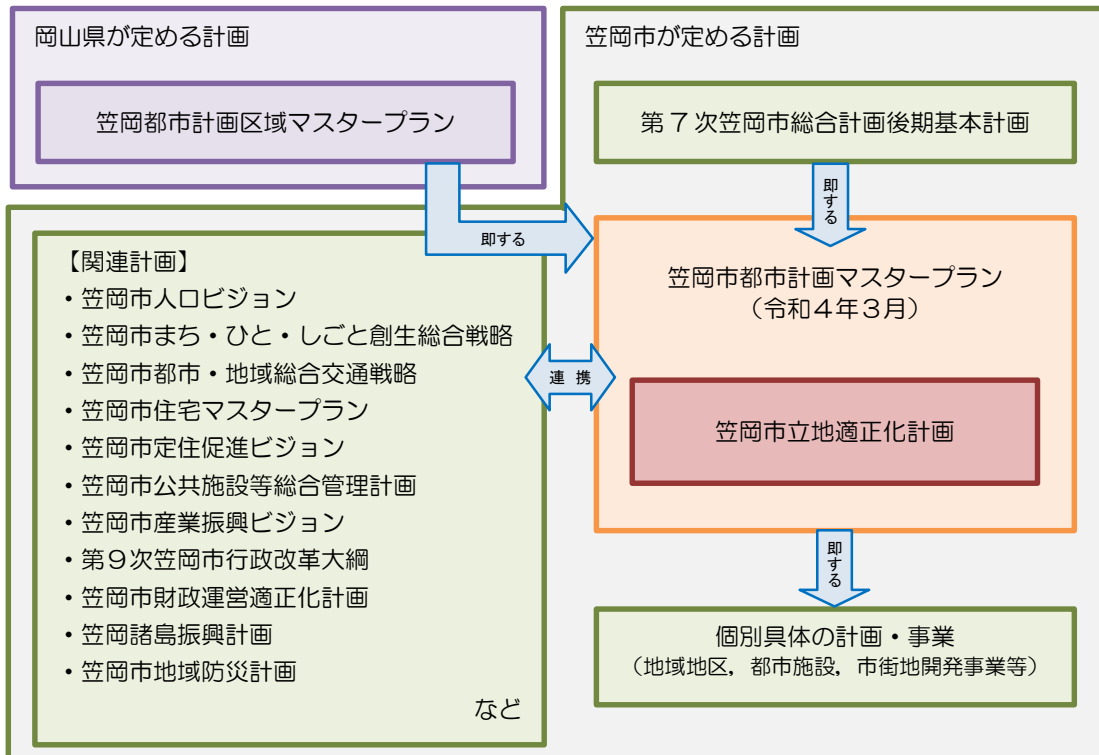 岡山県が定める計画
笠岡都市計画区域マスタープラン
笠岡市が定める計画
第７次笠岡市総合計画後期基本計画
即する
即する
【関連計画】
・笠岡市人口ビジョン
・笠岡市まち・ひと・しごと創生総合戦略
・笠岡市都市・地域総合交通戦略
・笠岡市住宅マスタープラン
・笠岡市定住促進ビジョン
・笠岡市公共施設等総合管理計画
・笠岡市産業振興ビジョン
・第９次笠岡市行政改革大綱
・笠岡市財政運営適正化計画
・笠岡諸島振興計画
・笠岡市地域防災計画
など
連 携
笠岡市都市計画マスタープラン
（令和４年３月）
笠岡市立地適正化計画
即する
個別具体の計画・事業
（地域地区，都市施設，市街地開発事業等）